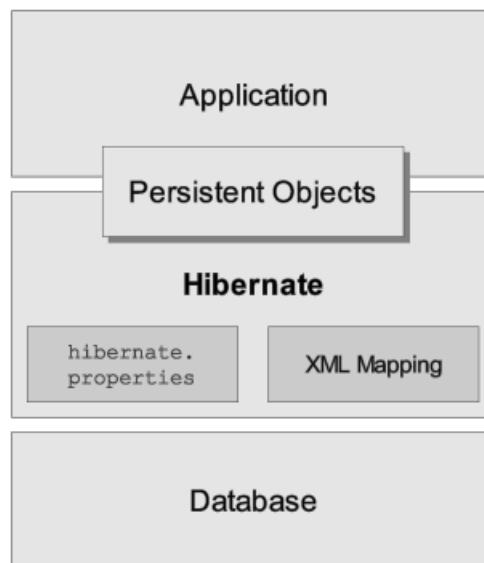 Application
Persistent Objects
Hibernate
hibernate.
properties
XML Mapping
Database